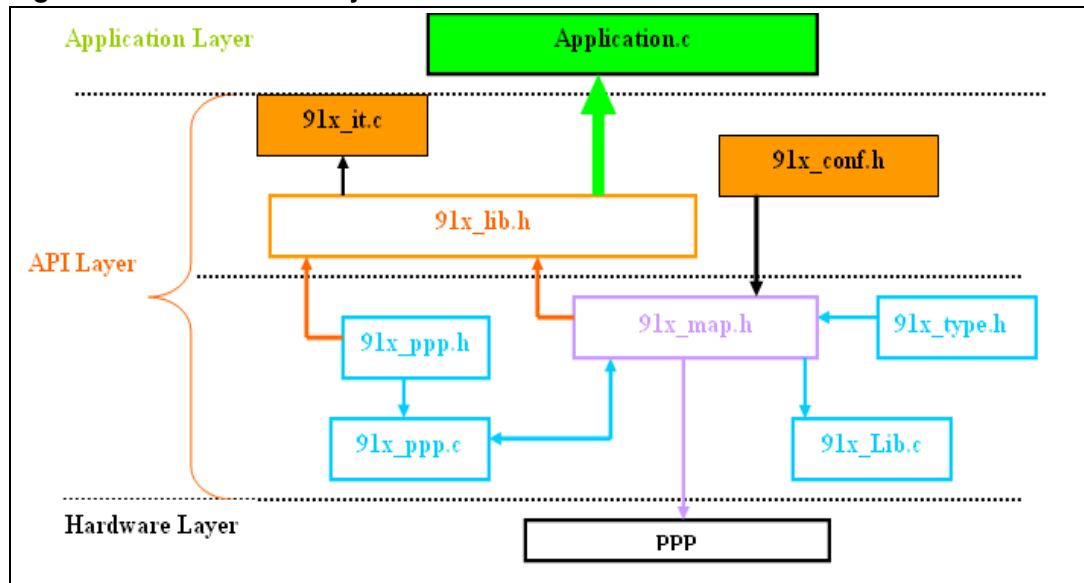 Application Layer
Application.c
91x_it.c
91x_conf.h
91x_lib.h
API Layer
91x_map.h
91x_type.h
91x_ppp.h
91x_ppp.c
91x_Lib.c
Hardware Layer
ppp